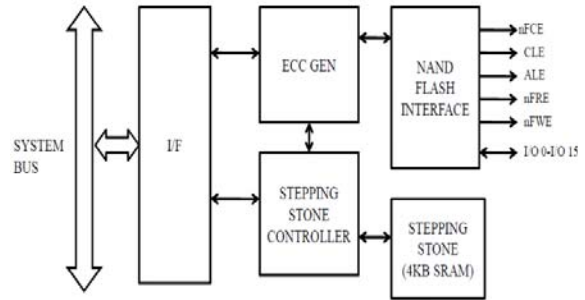 SYSTEM
BUS
I/F
ECC GEN
NAND
FLASH
INTERFACE
nFCE
CLE
ALE
nFRE
nFWE
I/O 0-I/O 15
STEPPING
STONE
CONTROLLER
STEPPING
STONE
(4KB SRAM)